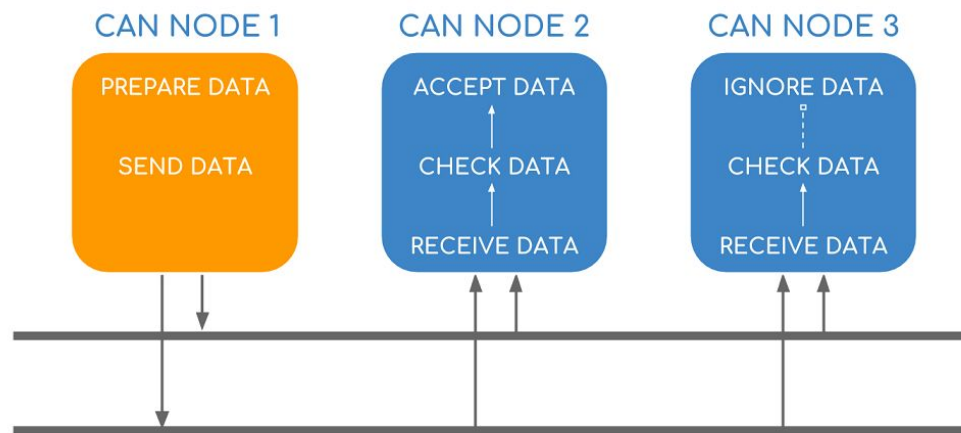 CAN NODE 1
PREPARE DATA
SEND DATA
CAN NODE 2
ACCEPT DATA
CHECK DATA
RECEIVE DATA
CAN NODE 3
IGNORE DATA
CHECK DATA
RECEIVE DATA